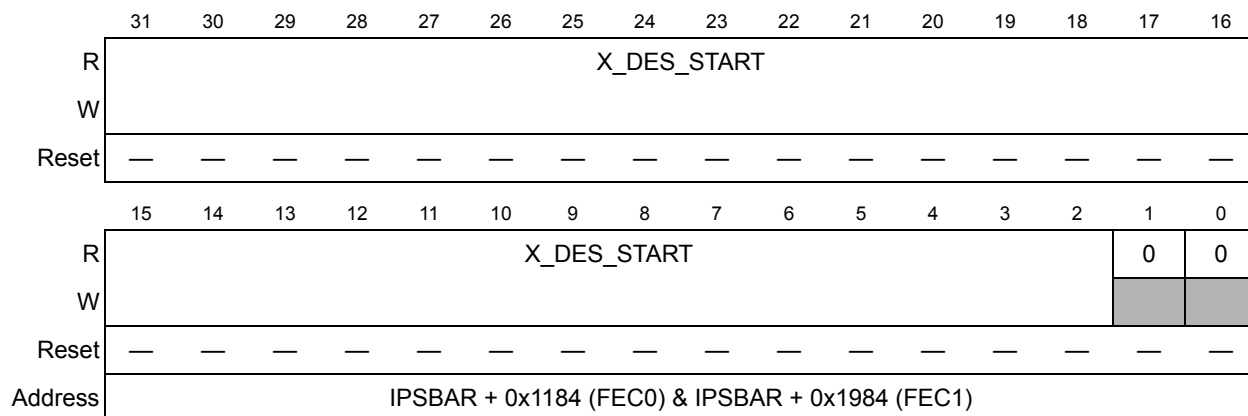 31 30 29 28 27 26 25 24 23 22 21 20 19 18 17 16
R X_DES_START
W
Reset — — — — — — — — — — — — — — — —
15 14 13 12 11 10 9 8 7 6 5 4 3 2 1 0
R X_DES_START 0 0
W
Reset — — — — — — — — — — — — — — — —
Address IPSBAR + 0x1184 (FEC0) & IPSBAR + 0x1984 (FEC1)